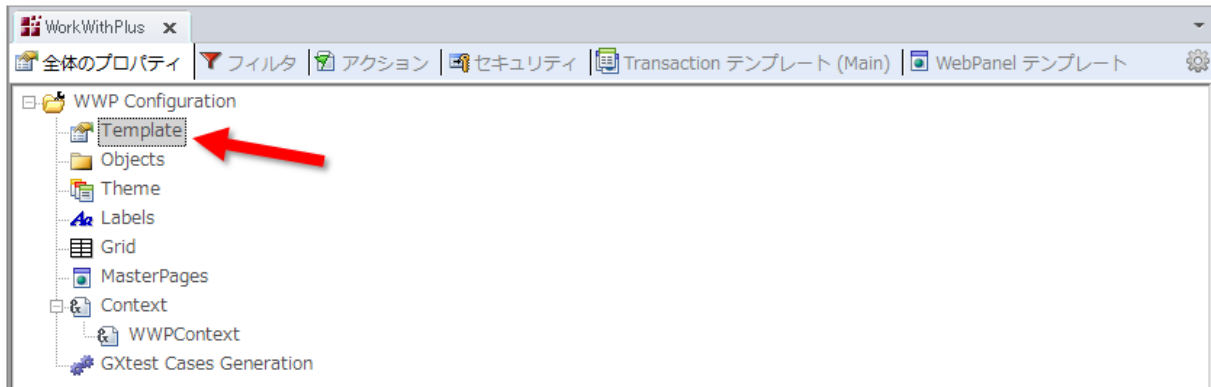 WorkWithPlus
全体のプロパティ フィルタ アクション セキュリティ Transaction テンプレート (Main) WebPanel テンプレート
WWP Configuration
Template
Objects
Theme
Labels
Grid
MasterPages
Context
WWPContext
GXtest Cases Generation